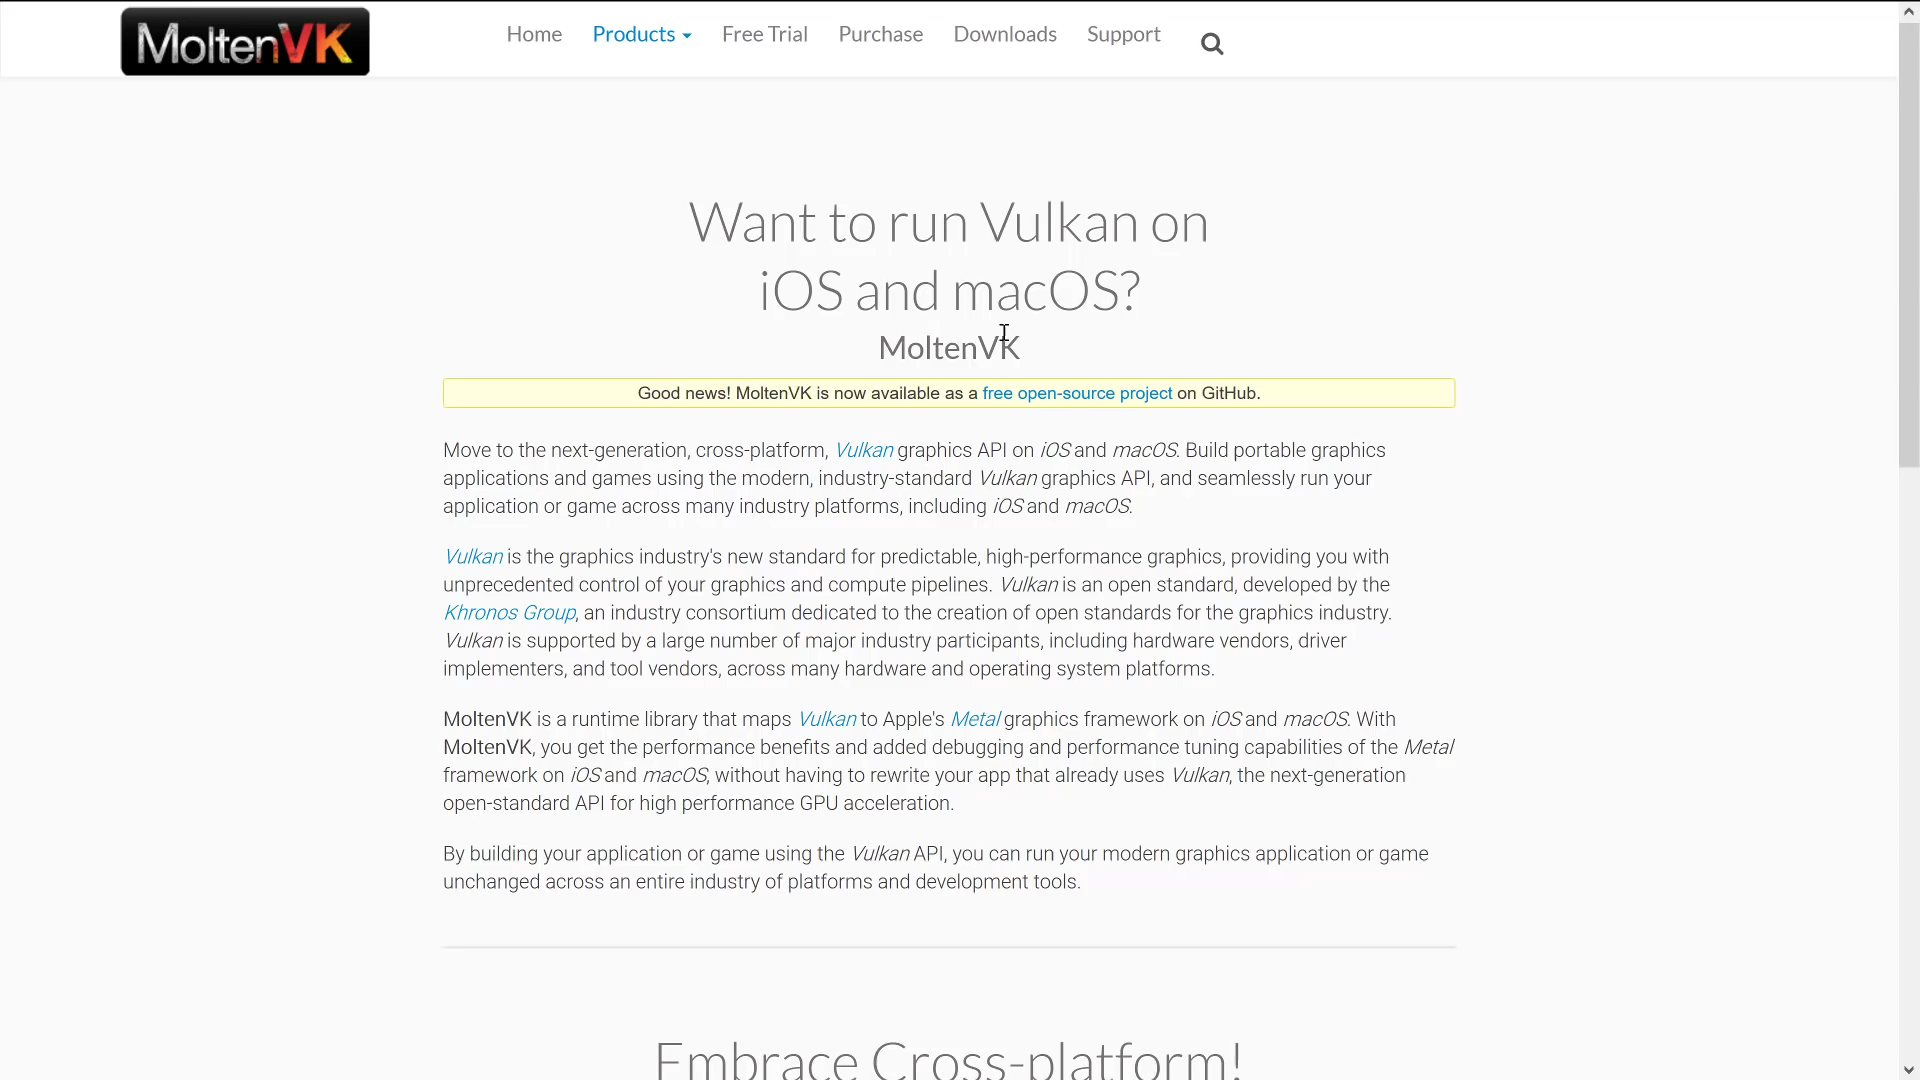 MoltenVK
Home Products Free Trial Purchase Downloads Support
Want to run Vulkan on
iOS and macOS?
MoltenVK
Good news! MoltenVK is now available as a free open-source project on GitHub.
Move to the next-generation, cross-platform, Vulkan graphics API on iOS and macOS. Build portable graphics
applications and games using the modern, industry-standard Vulkan graphics API, and seamlessly run your
application or game across many industry platforms, including iOS and macOS.
Vulkan is the graphics industry's new standard for predictable, high-performance graphics, providing you with
unprecedented control of your graphics and compute pipelines. Vulkan is an open standard, developed by the
Khronos Group, an industry consortium dedicated to the creation of open standards for the graphics industry.
Vulkan is supported by a large number of major industry participants, including hardware vendors, driver
implementers, and tool vendors, across many hardware and operating system platforms.
MoltenVK is a runtime library that maps Vulkan to Apple's Metal graphics framework on iOS and macOS. With
MoltenVK, you get the performance benefits and added debugging and performance tuning capabilities of the Metal
framework on iOS and macOS, without having to rewrite your app that already uses Vulkan, the next-generation
open-standard API for high performance GPU acceleration.
By building your application or game using the Vulkan API, you can run your modern graphics application or game
unchanged across an entire industry of platforms and development tools.
Embrace Cross-platform!